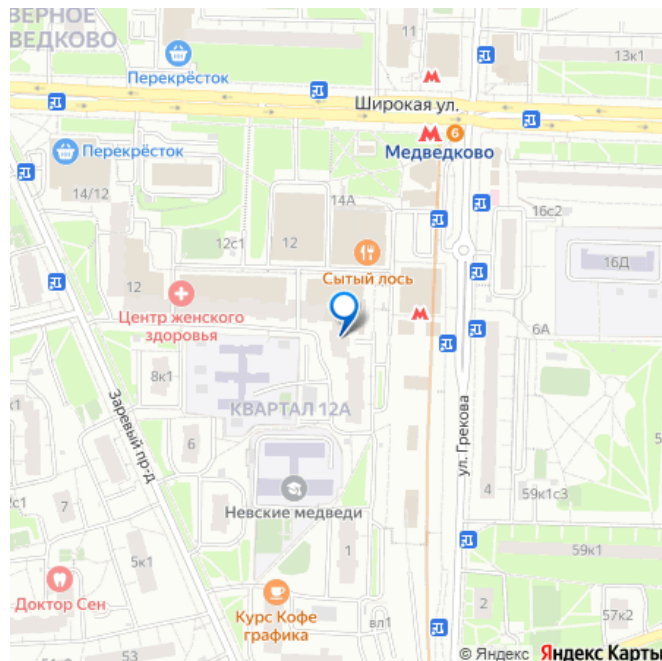 ВЕРНОЕ
ВЕДКОВО
11
13к1
Перекрёсток
Широкая ул.
6
Медведково
Перекрёсток
14/12
14А
16с2
12с1
12
16Д
Сытый лось
12
Центр женского
здоровья
6А
8к1
КВАРТАЛ 12А
к1
Заревый пр-д
6
ул. Грекова
4
59к1с3
2с1
7
Невские медведи
1
5к1
59к1
Доктор Сен
Курс Кофе
графика
2
57к2
вл1
53
© Яндекс Яндекс Карты